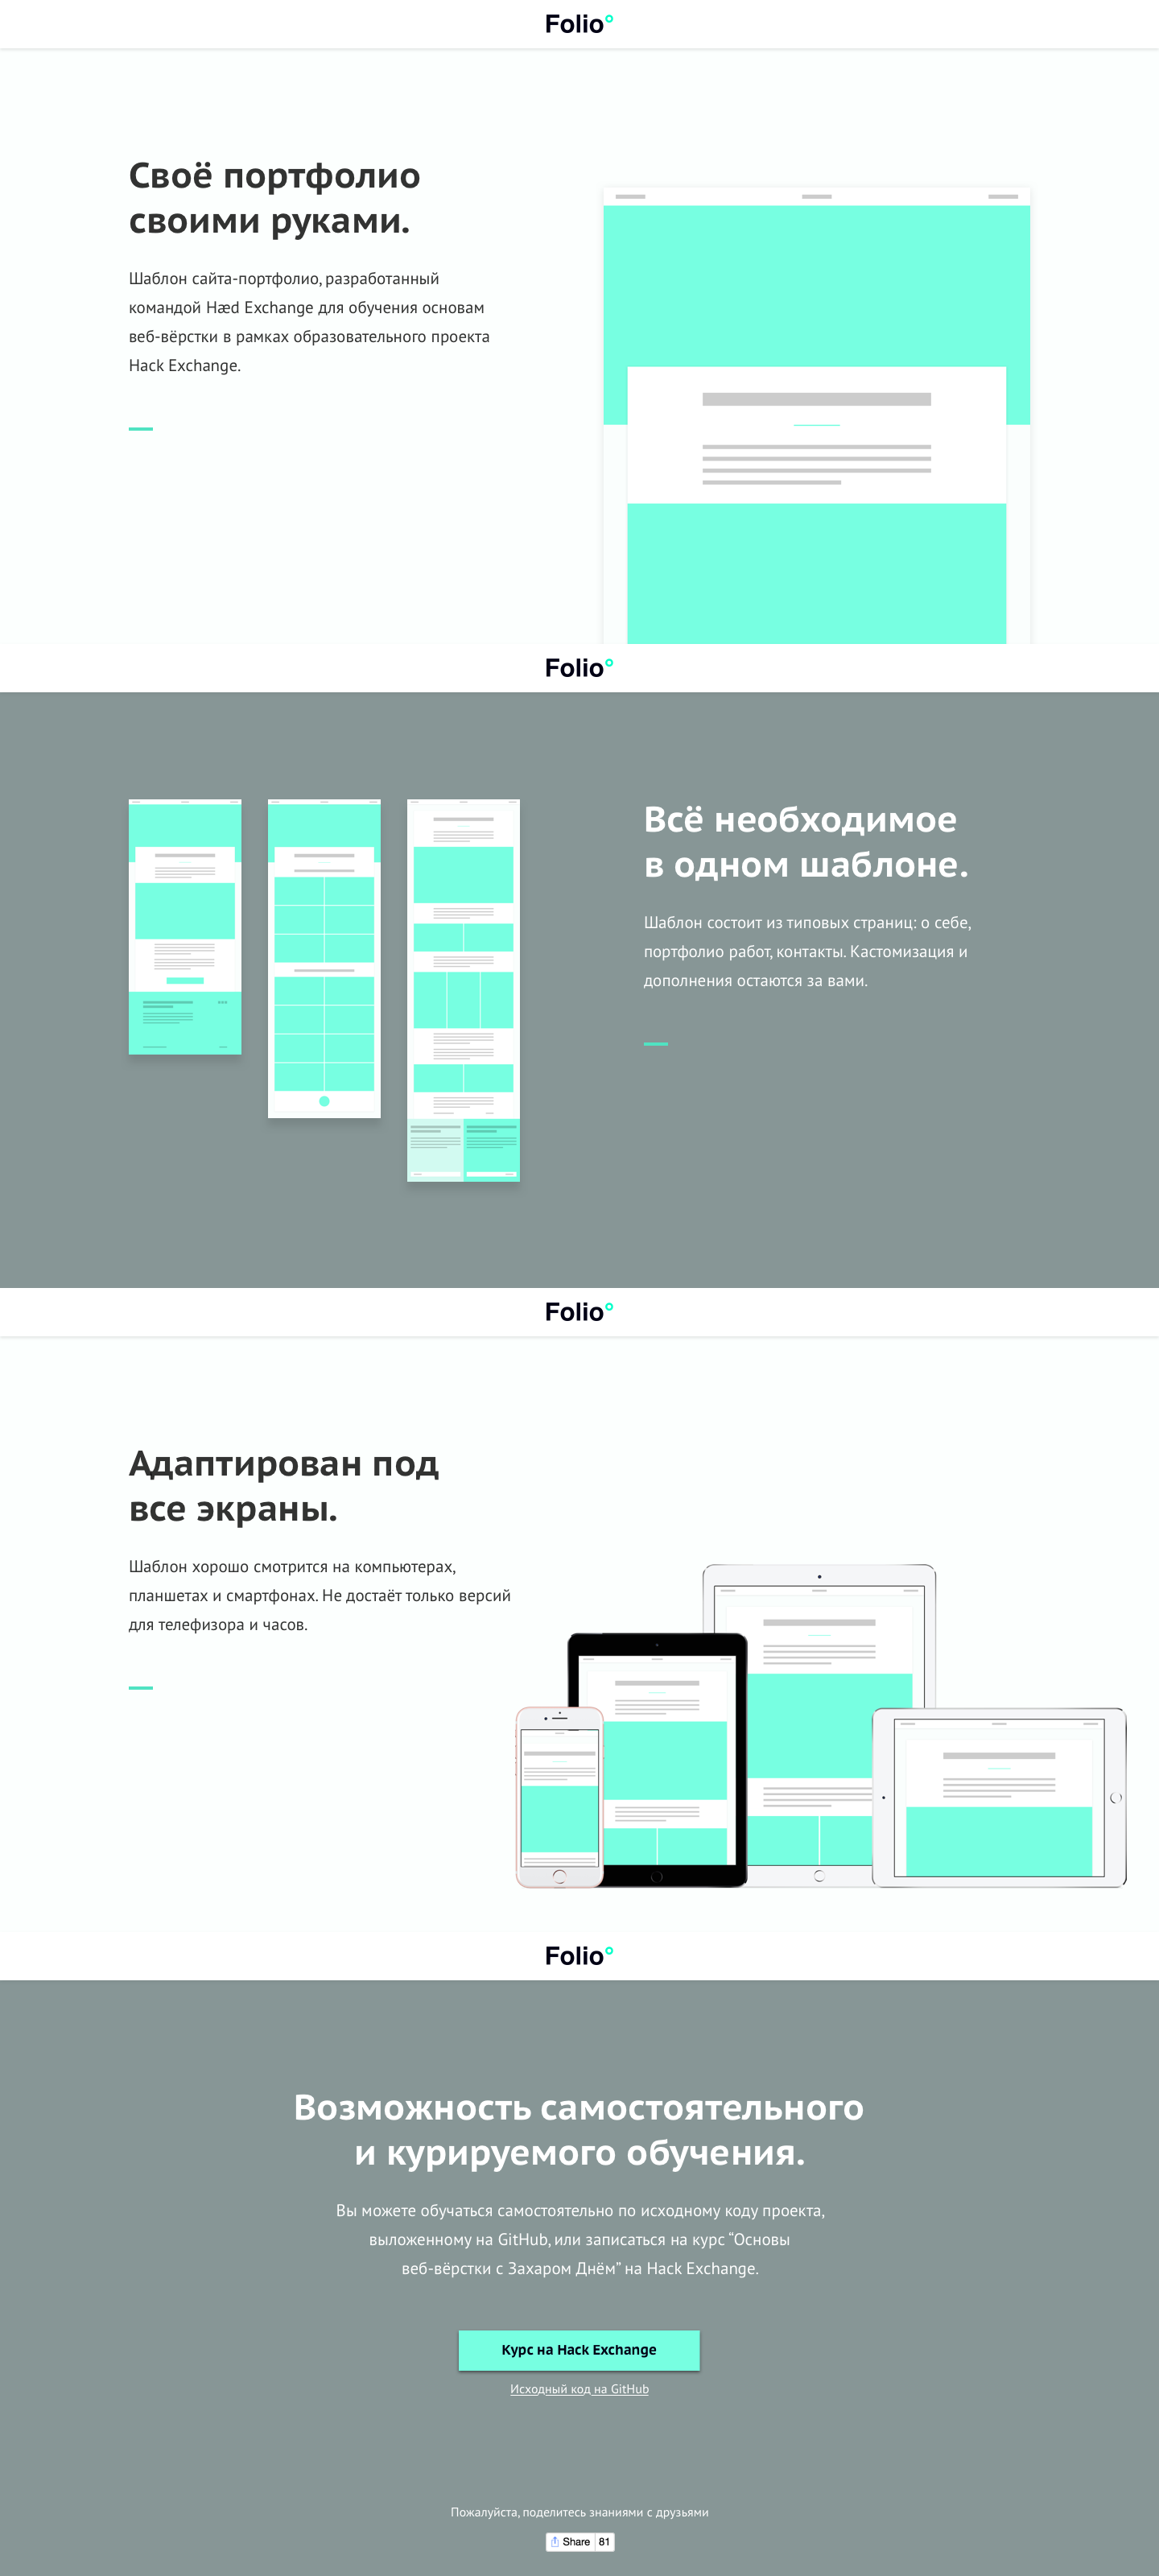 Folio°
Своё портфолио
своими руками.
Шаблон сайта-портфолио, разработанный
командой Hæd Exchange для обучения основам
веб-вёрстки в рамках образовательного проекта
Hack Exchange.
Folio°
Всё необходимое
в одном шаблоне.
Шаблон состоит из типовых страниц: о себе,
портфолио работ, контакты. Кастомизация и
дополнения остаются за вами.
Folio°
Адаптирован под
все экраны.
Шаблон хорошо смотрится на компьютерах,
планшетах и смартфонах. Не достаёт только версий
для телефизора и часов.
Folio°
Возможность самостоятельного
и курируемого обучения.
Вы можете обучаться самостоятельно по исходному коду проекта,
выложенному на GitHub, или записаться на курс “Основы
веб-вёрстки с Захаром Днём” на Hack Exchange.
Курс на Hack Exchange
Исходный код на GitHub
Пожалуйста, поделитесь знаниями с друзьями
Share 81